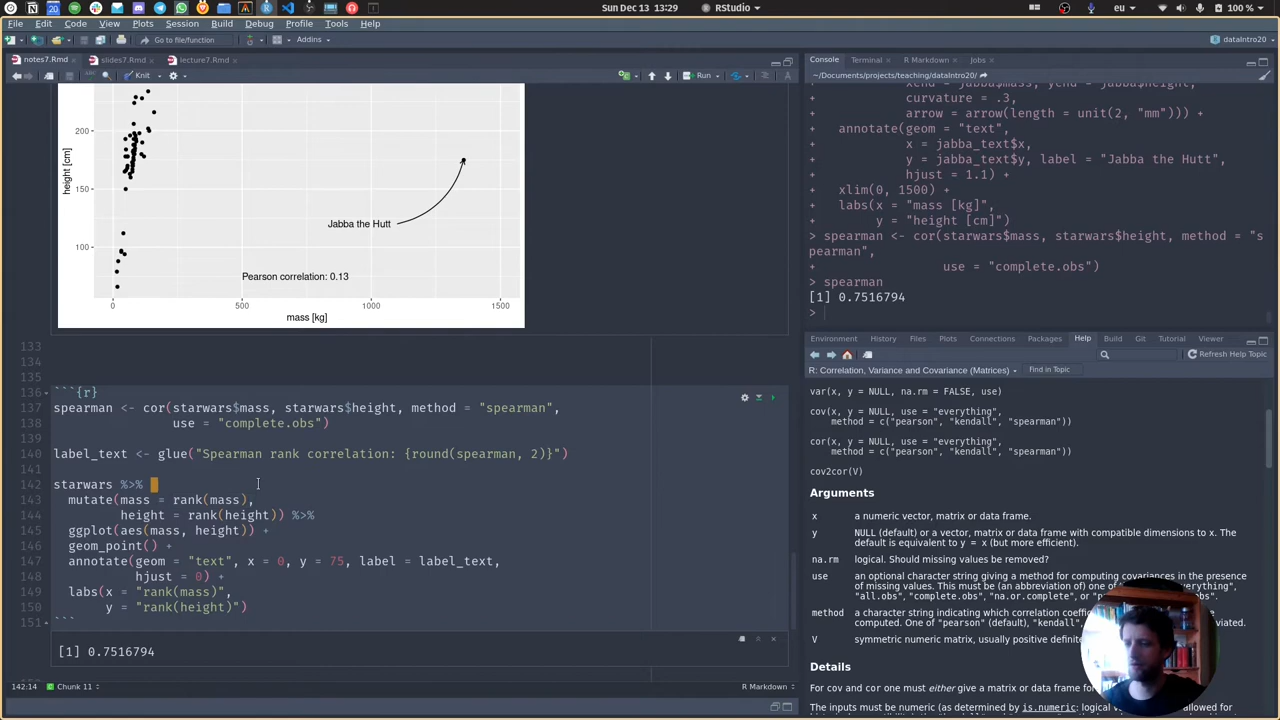 Sun Dec 13 13:29
RStudio
eu
100 %
File Edit Code View Plots Session Build Debug Profile Tools Help
Go to file/function
Addins
dataIntro20
notes7.Rmd
slides7.Rmd
lecture7.Rmd
Knit
Run
200
150
100
height [cm]
Jabba the Hutt
Pearson correlation: 0.13
0 500 1000 1500
mass [kg]
133
134
135
136 ```{r}
137 spearman <- cor(starwars$mass, starwars$height, method = "spearman",
138 use = "complete.obs")
139
140 label_text <- glue("Spearman rank correlation: {round(spearman, 2)}")
141
142 starwars %>%
143 mutate(mass = rank(mass),
144 height = rank(height)) %>%
145 ggplot(aes(mass, height)) +
146 geom_point() +
147 annotate(geom = "text", x = 0, y = 75, label = label_text,
148 hjust = 0) +
149 labs(x = "rank(mass)",
150 y = "rank(height)")
151 ```
[1] 0.7516794
142:14 Chunk 11 R Markdown
Console Terminal R Markdown Jobs
~/Documents/projects/teaching/dataIntro20/
+ curvature = .3,
+ arrow = arrow(length = unit(2, "mm"))) +
+ annotate(geom = "text",
+ x = jabba_text$x,
+ y = jabba_text$y, label = "Jabba the Hutt",
+ hjust = 1.1) +
+ xlim(0, 1500) +
+ labs(x = "mass [kg]",
+ y = "height [cm]")
> spearman <- cor(starwars$mass, starwars$height, method = "s
pearman",
+ use = "complete.obs")
> spearman
[1] 0.7516794
>
Environment History Files Plots Connections Packages Help Build Git Tutorial Viewer
Refresh Help Topic
R: Correlation, Variance and Covariance (Matrices)
Find in Topic
var(x, y = NULL, na.rm = FALSE, use)
cov(x, y = NULL, use = "everything",
method = c("pearson", "kendall", "spearman"))
cor(x, y = NULL, use = "everything",
method = c("pearson", "kendall", "spearman"))
cov2cor(V)
Arguments
x a numeric vector, matrix or data frame.
y NULL (default) or a vector, matrix or data frame with compatible dimensions to x. The
default is equivalent to y = x (but more efficient).
na.rm logical. Should missing values be removed?
use an optional character string giving a method for computing covariances in the presence
of missing values. This must be (an abbreviation of) one of
"all.obs", "complete.obs", "na.or.complete", or
method a character string indicating which correlation
computed. One of "pearson" (default), "kendall",
V symmetric numeric matrix, usually positive
Details
For cov and cor one must either give a matrix or data frame
The inputs must be numeric (as determined by is.numeric: logical